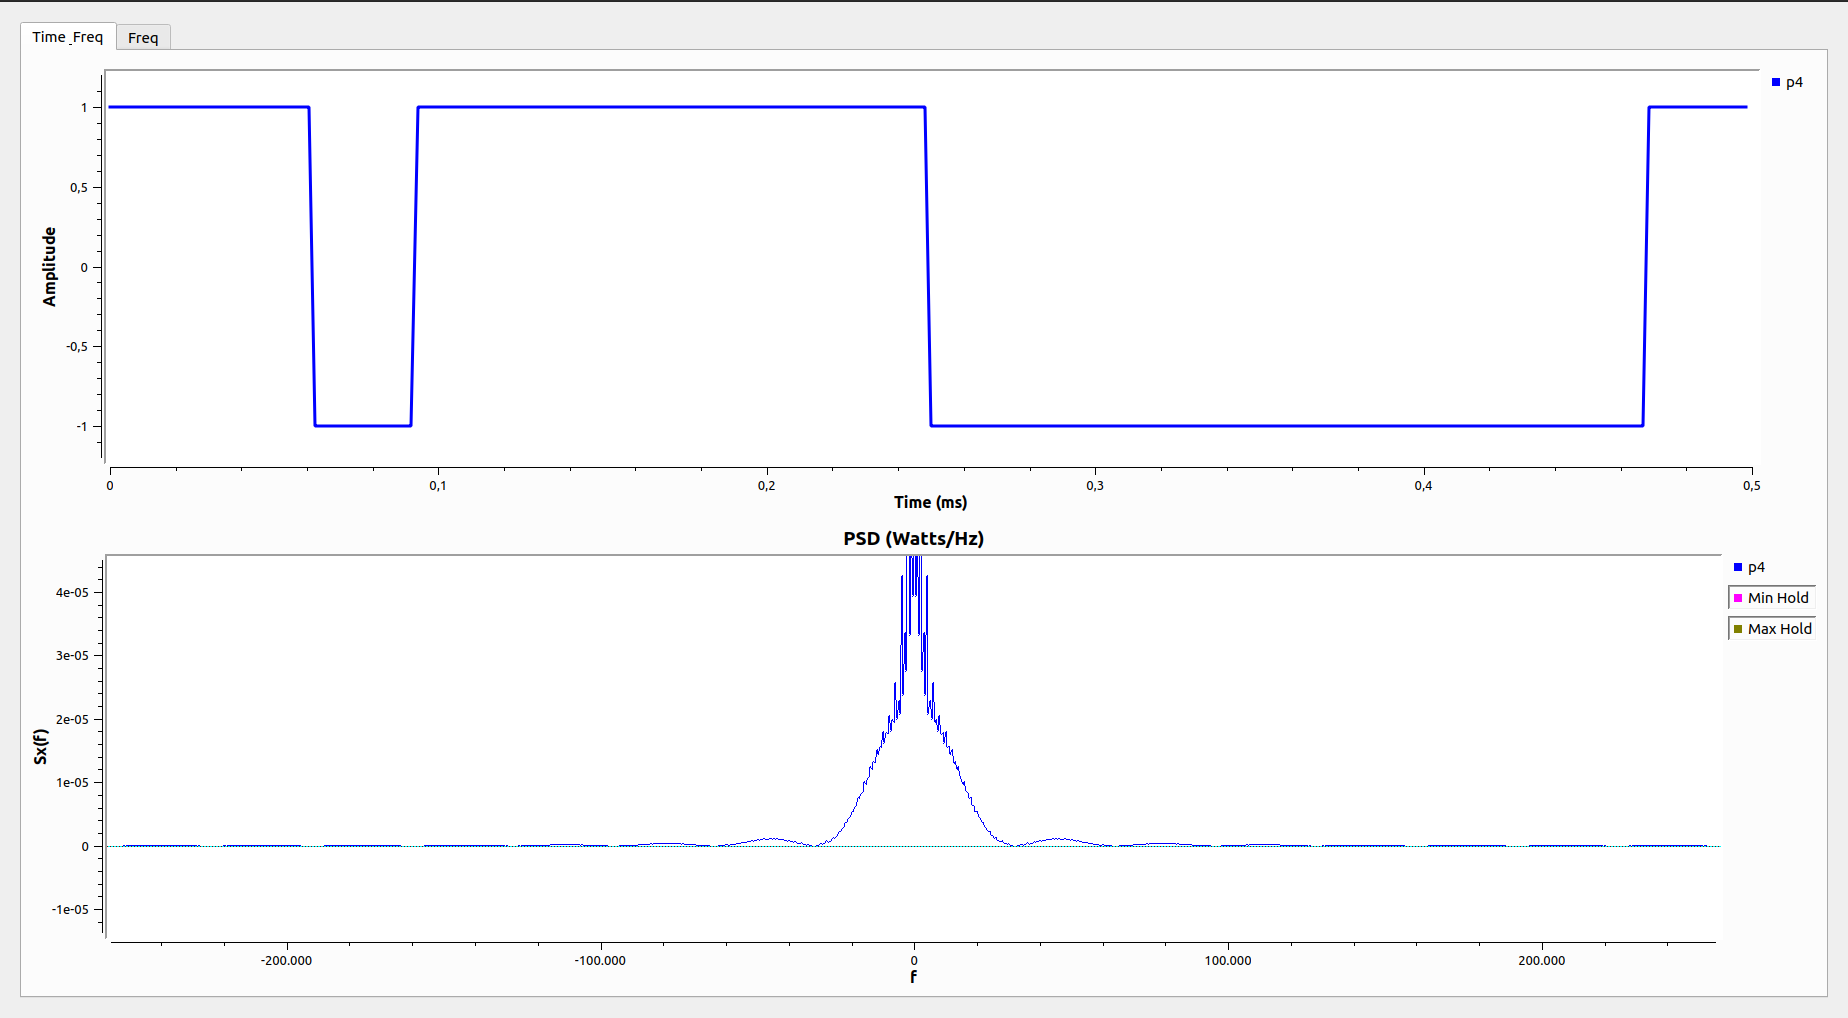 Time_Freq
Freq
p4
1
0,5
0
-0,5
-1
Amplitude
0
0,1
0,2
0,3
0,4
0,5
Time (ms)
PSD (Watts/Hz)
p4
Min Hold
Max Hold
4e-05
3e-05
2e-05
1e-05
0
-1e-05
Sx(f)
-200.000
-100.000
0
100.000
200.000
f